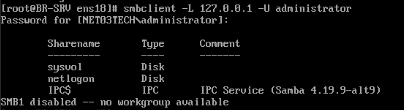 [root@BR-SRV ens18]# smbclient -L 127.0.0.1 -U administrator
Password for [NET03TECH\administrator]:
Sharename Type Comment
--------- ---- -------
sysvol Disk
netlogon Disk
IPC$ IPC IPC Service (Samba 4.19.9-alt9)
SMB1 disabled -- no workgroup available